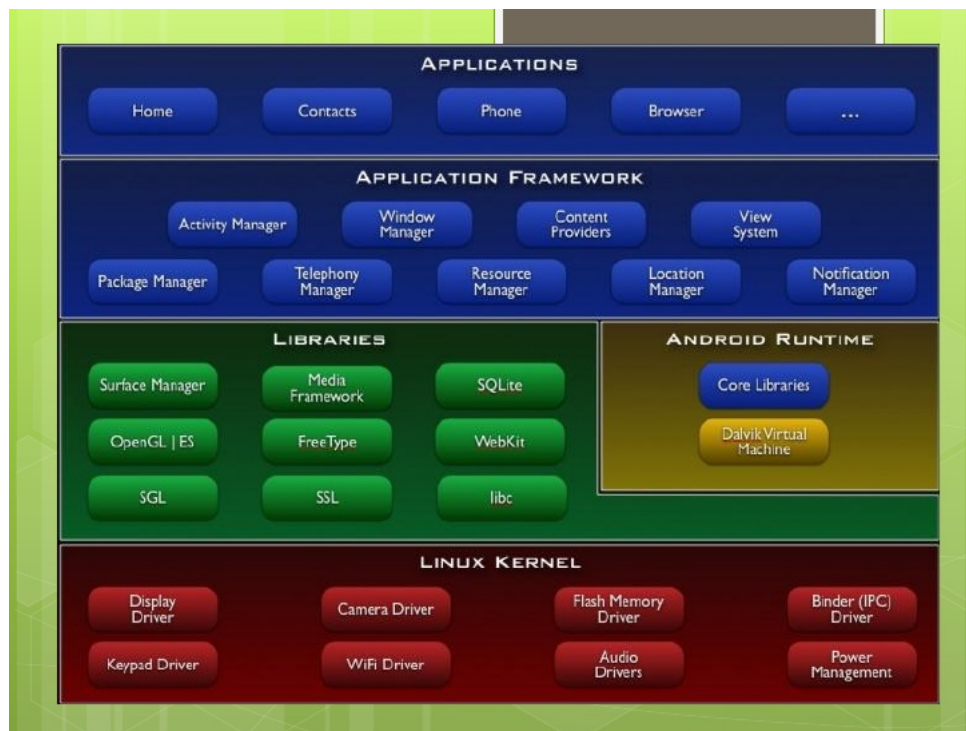 APPLICATIONS
Home
Contacts
Phone
Browser
...
APPLICATION FRAMEWORK
Activity Manager
Window
Manager
Content
Providers
View
System
Package Manager
Telephony
Manager
Resource
Manager
Location
Manager
Notification
Manager
LIBRARIES
Surface Manager
Media
Framework
SQLite
OpenGL | ES
FreeType
WebKit
SGL
SSL
libc
ANDROID RUNTIME
Core Libraries
Dalvik Virtual
Machine
LINUX KERNEL
Display
Driver
Camera Driver
Flash Memory
Driver
Binder (IPC)
Driver
Keypad Driver
WiFi Driver
Audio
Drivers
Power
Management